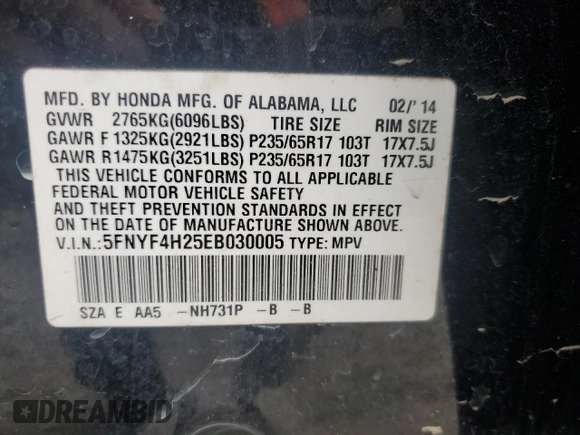 MFD. BY HONDA MFG. OF ALABAMA, LLC 02/'14
GVWR 2765KG(6096LBS) TIRE SIZE RIM SIZE
GAWR F 1325KG(2921LBS) P235/65R17 103T 17X7.5J
GAWR R 1475KG(3251LBS) P235/65R17 103T 17X7.5J
THIS VEHICLE CONFORMS TO ALL APPLICABLE
FEDERAL MOTOR VEHICLE SAFETY
AND THEFT PREVENTION STANDARDS IN EFFECT
ON THE DATE OF MANUFACTURE SHOWN ABOVE.
V.I.N.:5FNYF4H25EB030005 TYPE: MPV
SZA E AA5 -NH731P -B -B
DREAMBID